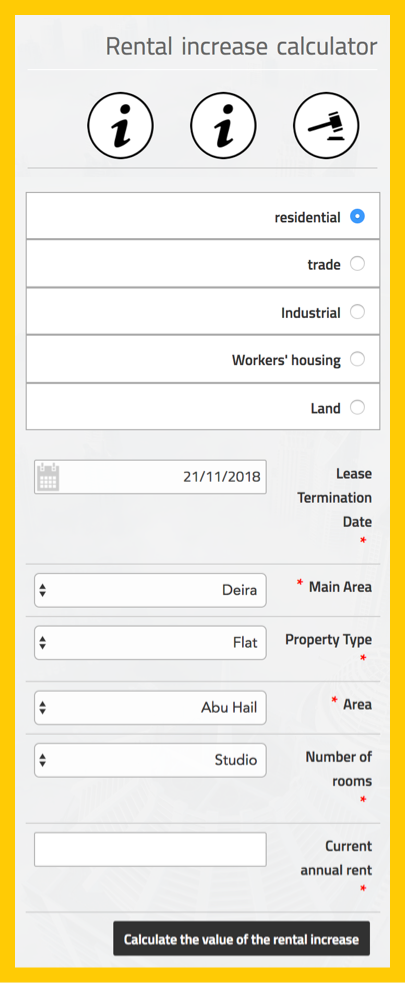 Rental increase calculator
residential
trade
Industrial
Workers' housing
Land
21/11/2018
Lease
Termination
Date
*
Deira
* Main Area
Flat
Property Type
*
Abu Hail
* Area
Studio
Number of
rooms
*
Current
annual rent
*
Calculate the value of the rental increase